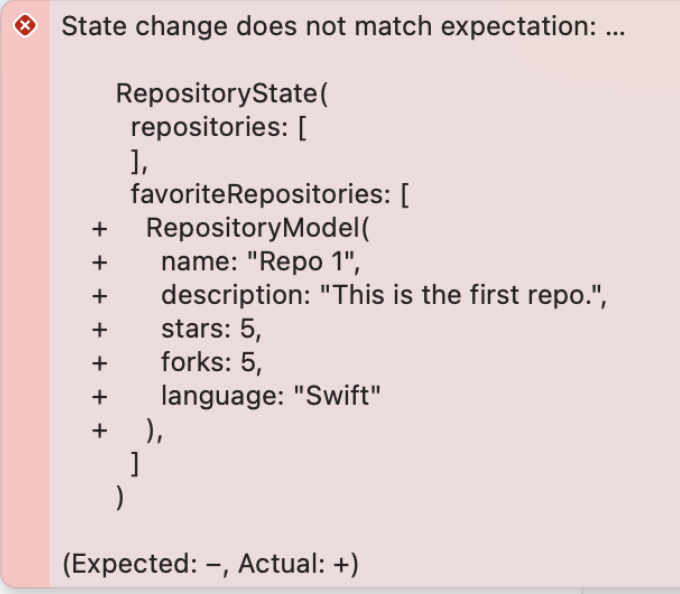 State change does not match expectation: ...
RepositoryState(
repositories: [
],
favoriteRepositories: [
+ RepositoryModel(
+ name: "Repo 1",
+ description: "This is the first repo.",
+ stars: 5,
+ forks: 5,
+ language: "Swift"
+ ),
]
)
(Expected: −, Actual: +)